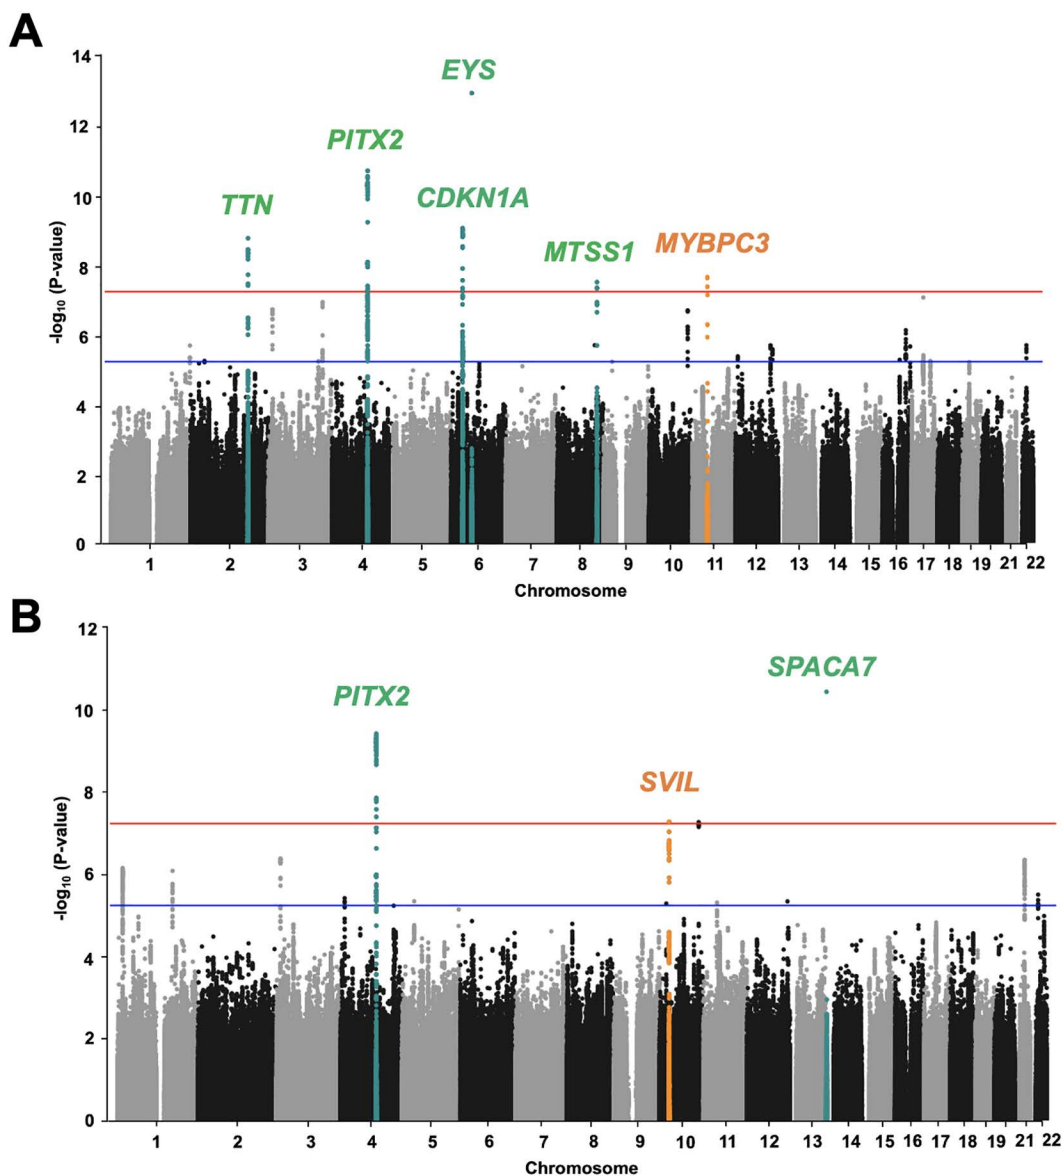 A
14
EYS
12
PITX2
10
CDKN1A
TTN
MTSS1
MYBPC3
8
6
4
2
0
-log10 (P-value)
1 2 3 4 5 6 7 8 9 10 11 12 13 14 15 16 17 18 19 21 22
Chromosome
B
12
SPACA7
PITX2
10
SVIL
8
6
4
2
0
-log10 (P-value)
1 2 3 4 5 6 7 8 9 10 11 12 13 14 15 16 17 18 19 21 22
Chromosome